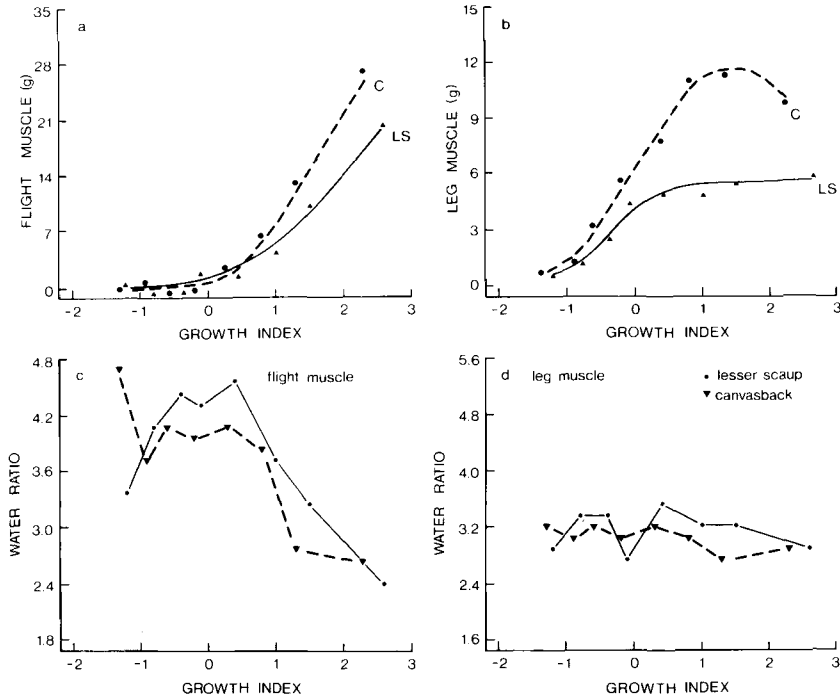 a
FLIGHT MUSCLE (g)
35
28
21
14
7
0
C
LS
-2 -1 0 1 2 3
GROWTH INDEX
b
LEG MUSCLE (g)
15
12
9
6
3
0
C
LS
-2 -1 0 1 2 3
GROWTH INDEX
c flight muscle
WATER RATIO
4.8
4.2
3.6
3.0
2.4
1.8
-2 -1 0 1 2 3
GROWTH INDEX
d leg muscle
lesser scaup
canvasback
WATER RATIO
5.6
4.8
4.0
3.2
2.4
1.6
-2 -1 0 1 2 3
GROWTH INDEX